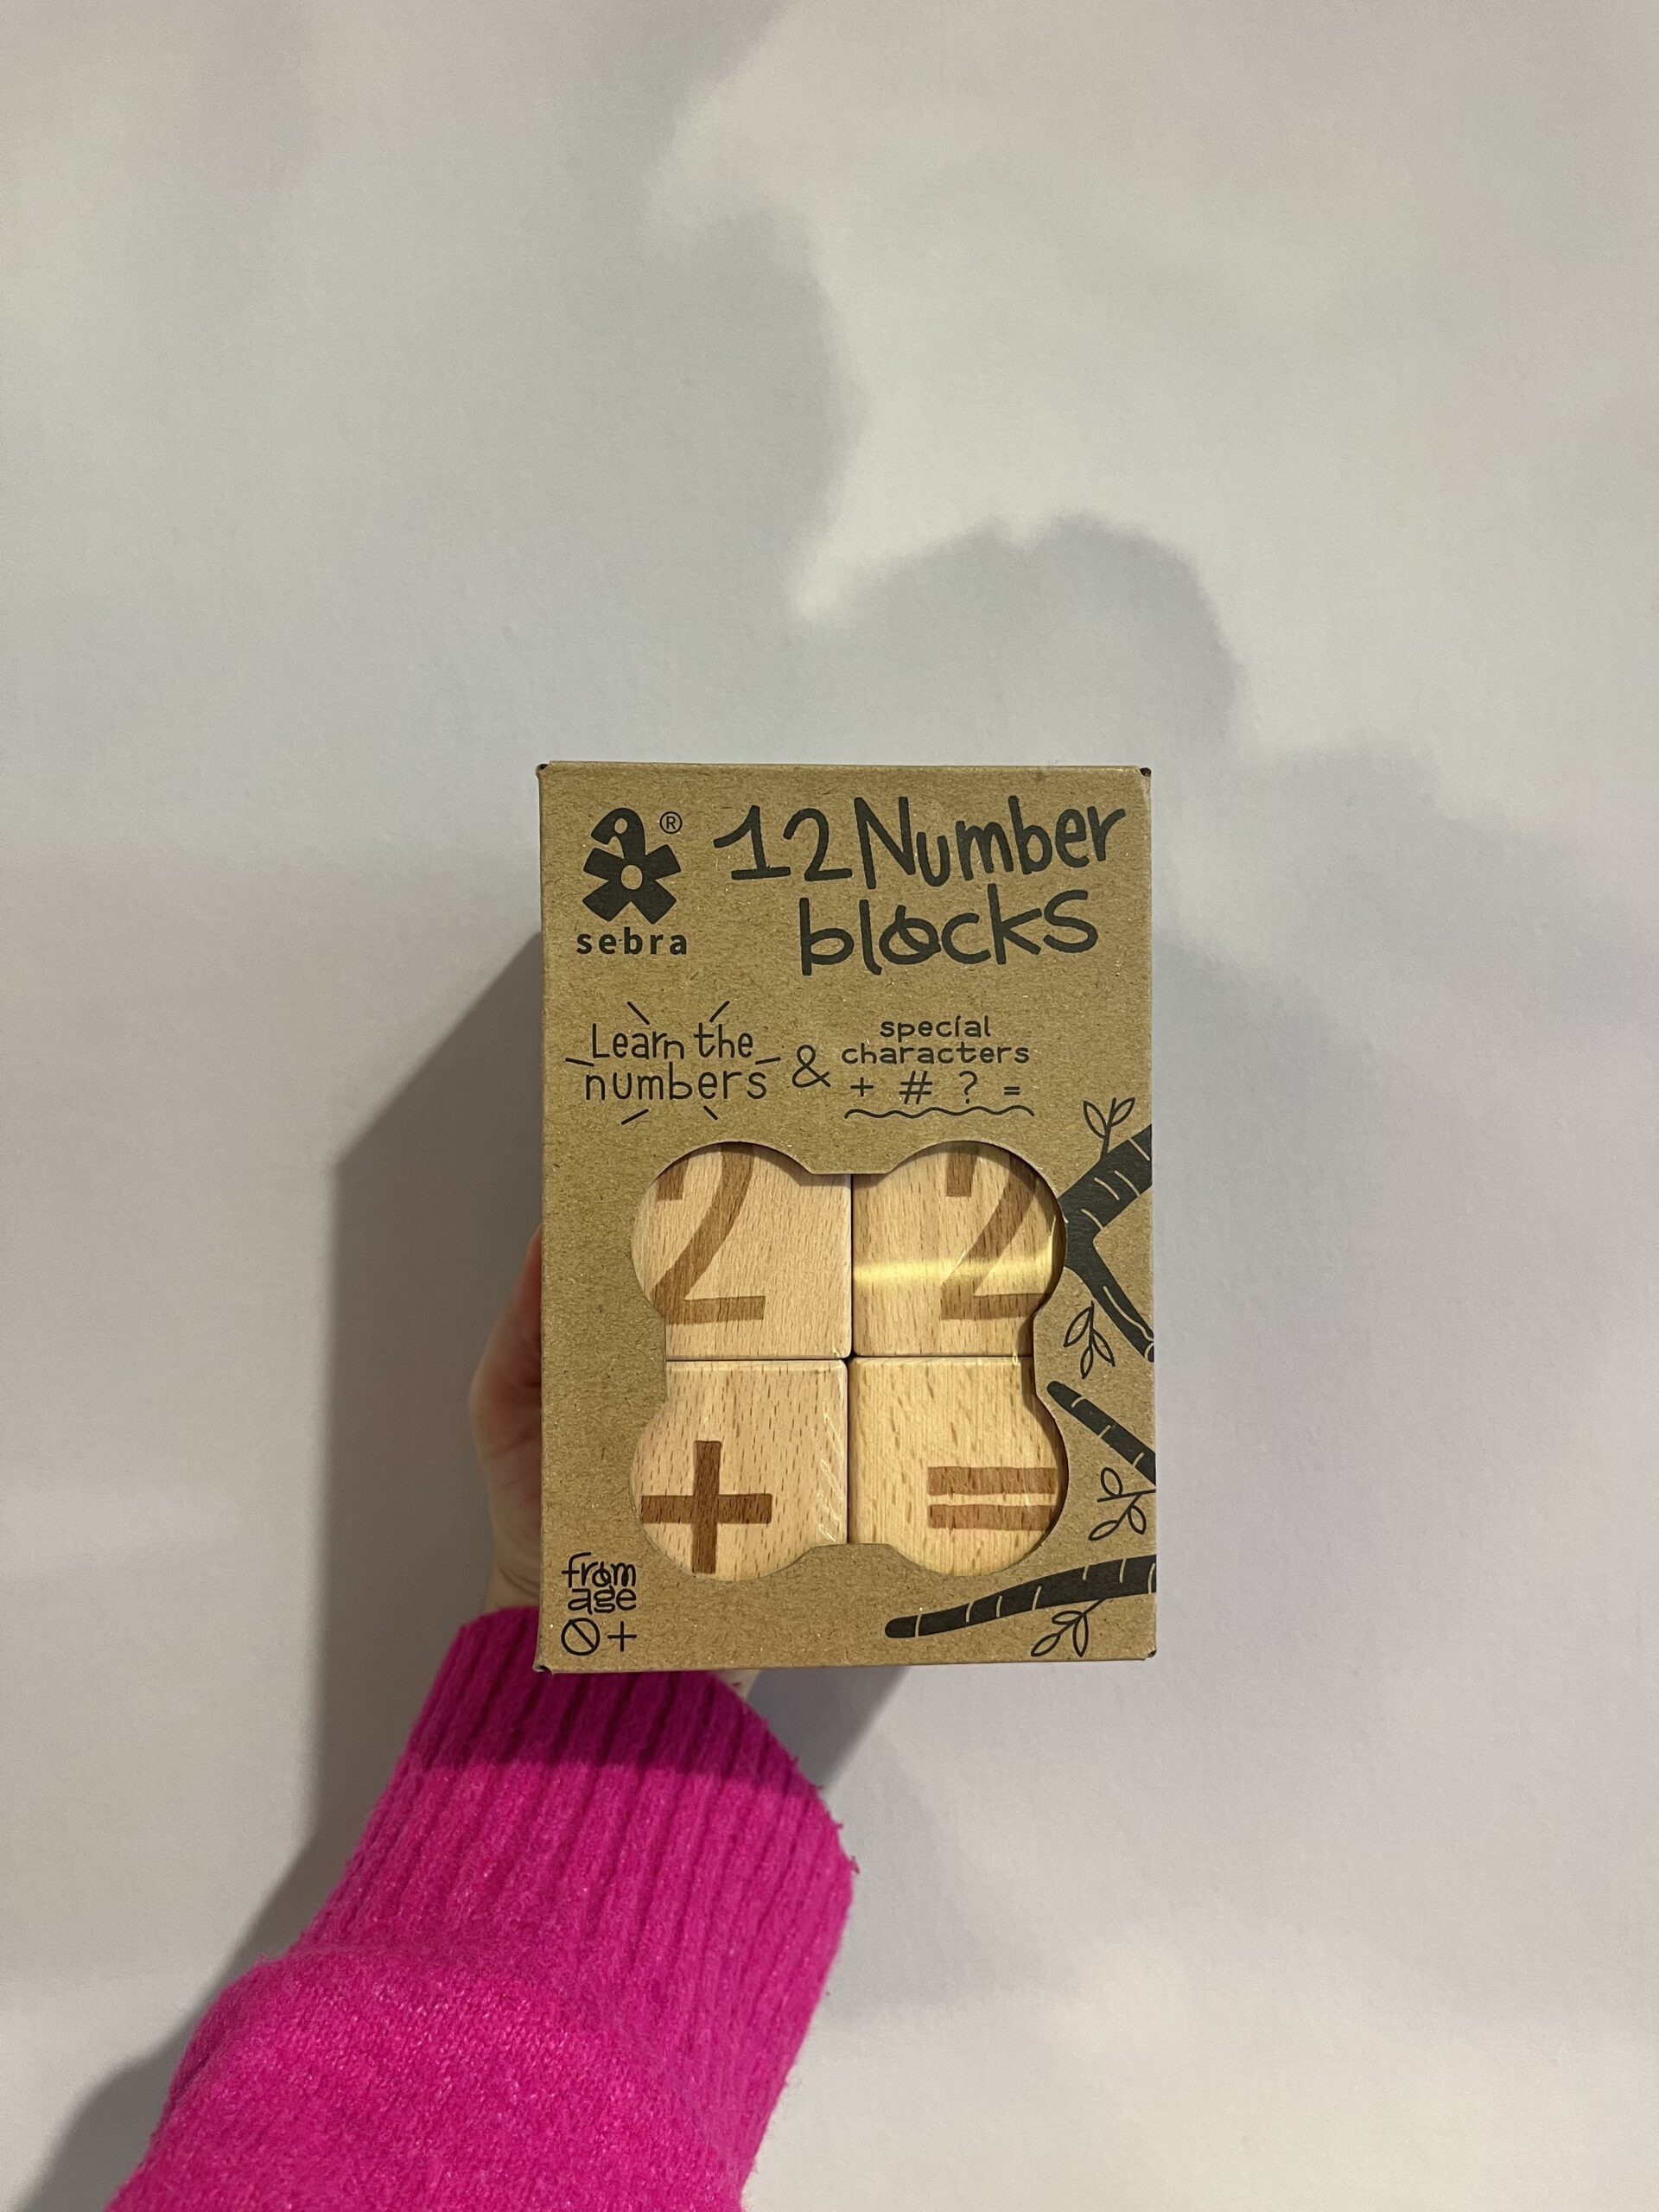 ®
sebra
12 Number
blocks
Learn the
numbers
&
special
characters
+ # ? =
2 2
+ =
from
age
0+